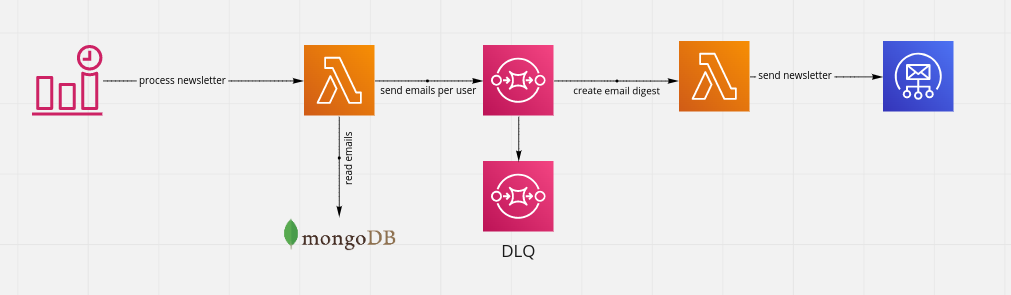 process newsletter
send emails per user
create email digest
send newsletter
read emails
mongoDB
DLQ